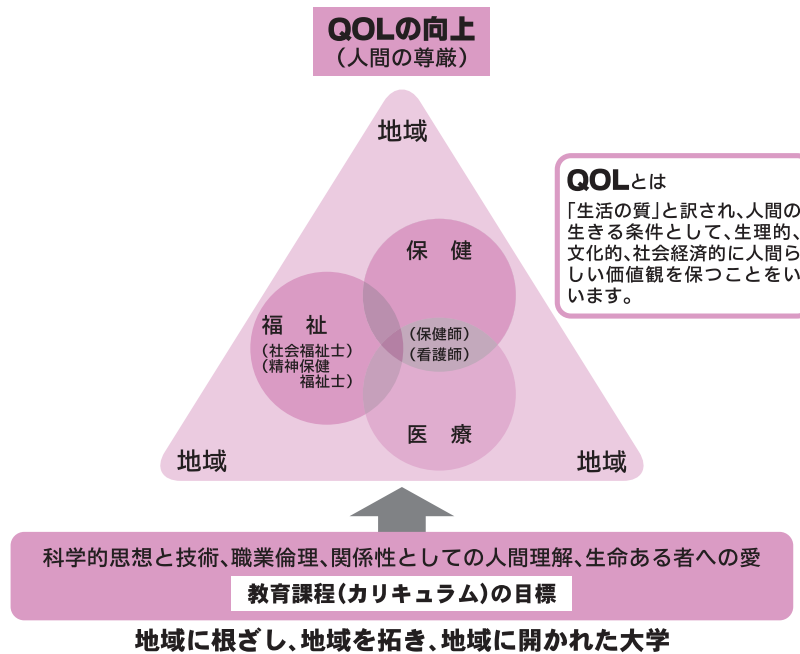 QOLの向上
（人間の尊厳）
地域
QOLとは
「生活の質」と訳され、人間の
生きる条件として、生理的、
文化的、社会経済的に人間ら
しい価値観を保つことをい
います。
保　健
福　祉
（社会福祉士）
（精神保健
福祉士）
（保健師）
（看護師）
医　療
地域
地域
科学的思想と技術、職業倫理、関係性としての人間理解、生命ある者への愛
教育課程（カリキュラム）の目標
地域に根ざし、地域を拓き、地域に開かれた大学